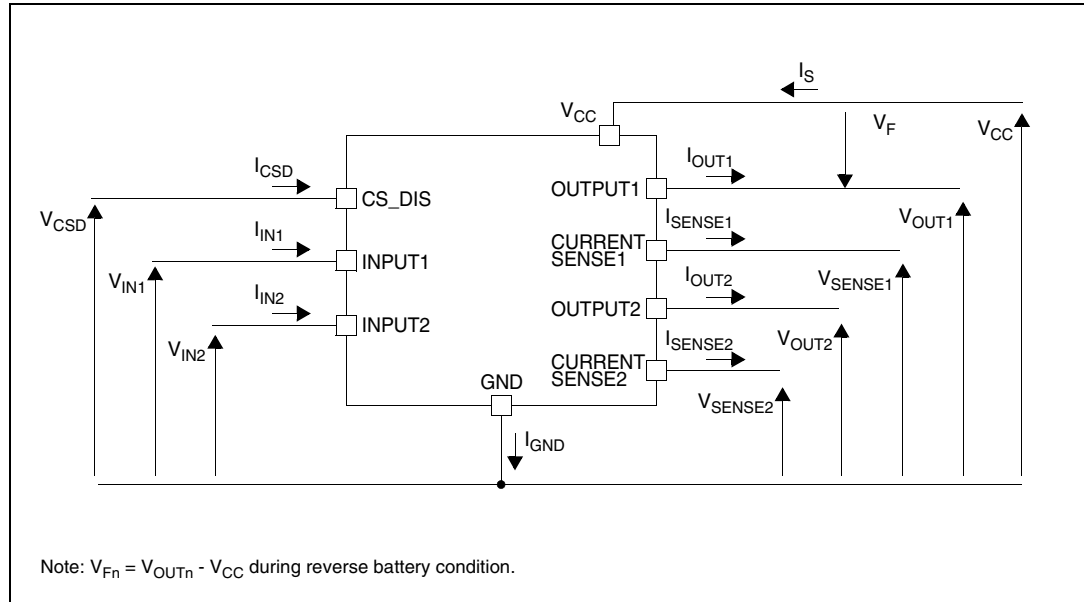 I_S
V_CC
V_F
V_CC
I_CSD
I_OUT1
CS_DIS
OUTPUT1
V_CSD
V_OUT1
I_IN1
I_SENSE1
CURRENT
SENSE1
INPUT1
V_IN1
V_SENSE1
I_IN2
I_OUT2
INPUT2
OUTPUT2
V_IN2
V_OUT2
I_SENSE2
CURRENT
SENSE2
GND
V_SENSE2
I_GND
Note: V_Fn = V_OUTn - V_CC during reverse battery condition.